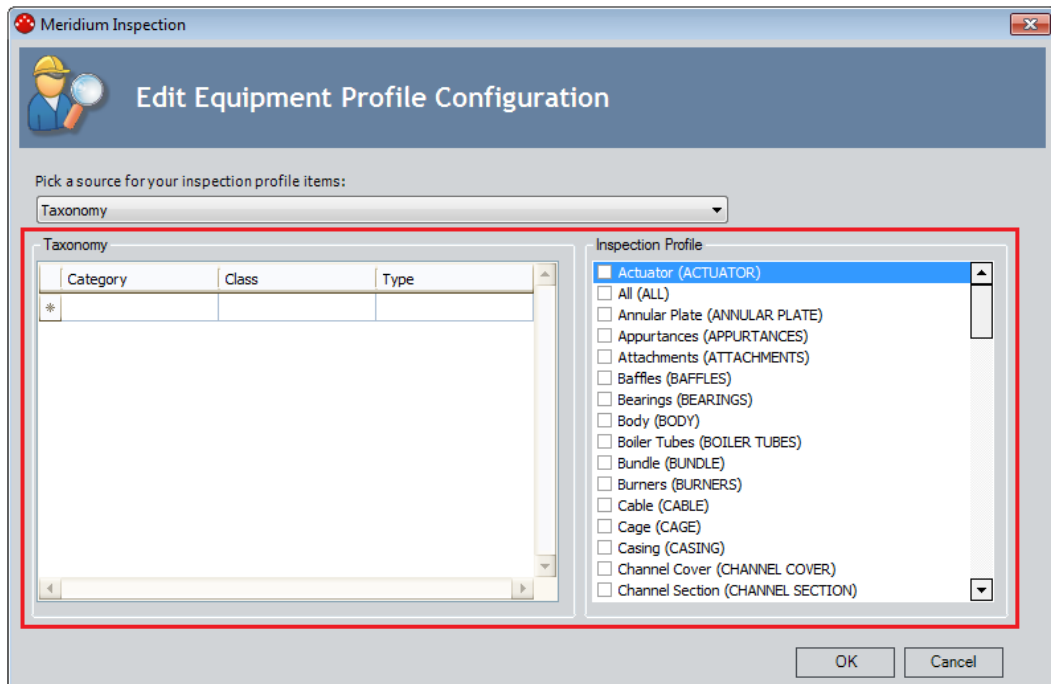 Meridium Inspection
Edit Equipment Profile Configuration
Pick a source for your inspection profile items:
Taxonomy
Taxonomy
Category Class Type
Inspection Profile
Actuator (ACTUATOR)
All (ALL)
Annular Plate (ANNULAR PLATE)
Appurtances (APPURTANCES)
Attachments (ATTACHMENTS)
Baffles (BAFFLES)
Bearings (BEARINGS)
Body (BODY)
Boiler Tubes (BOILER TUBES)
Bundle (BUNDLE)
Burners (BURNERS)
Cable (CABLE)
Cage (CAGE)
Casing (CASING)
Channel Cover (CHANNEL COVER)
Channel Section (CHANNEL SECTION)
OK Cancel